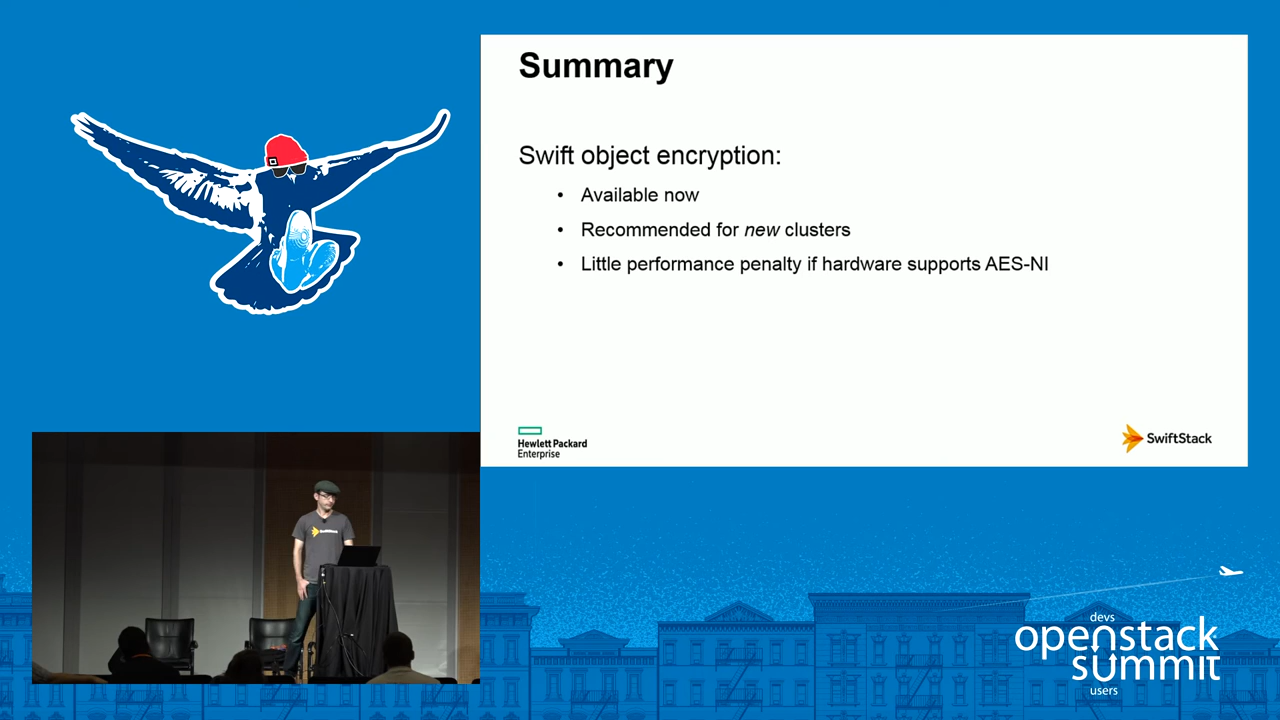 Summary
Swift object encryption:
• Available now
• Recommended for new clusters
• Little performance penalty if hardware supports AES-NI
Hewlett Packard
Enterprise
SwiftStack
SwiftStack
devs
openstack
summit
users